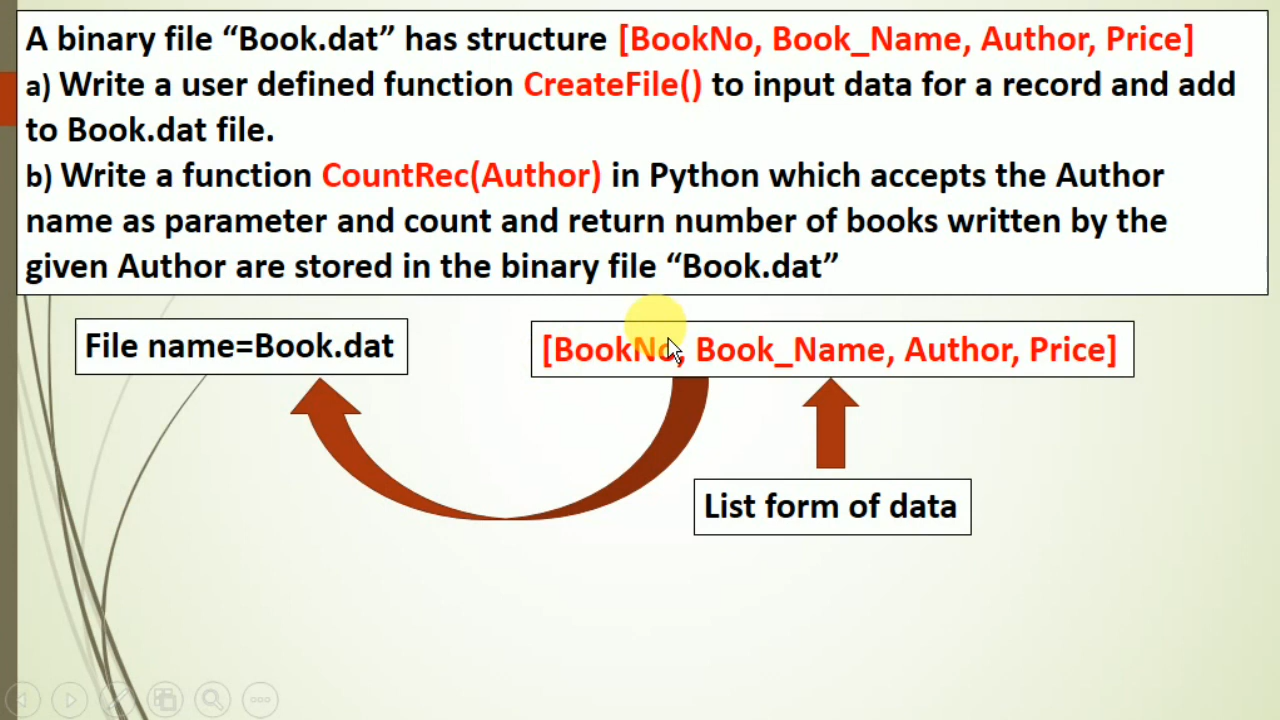 A binary file “Book.dat” has structure [BookNo, Book_Name, Author, Price]
a) Write a user defined function CreateFile() to input data for a record and add
to Book.dat file.
b) Write a function CountRec(Author) in Python which accepts the Author
name as parameter and count and return number of books written by the
given Author are stored in the binary file “Book.dat”
File name=Book.dat
[BookNo, Book_Name, Author, Price]
List form of data